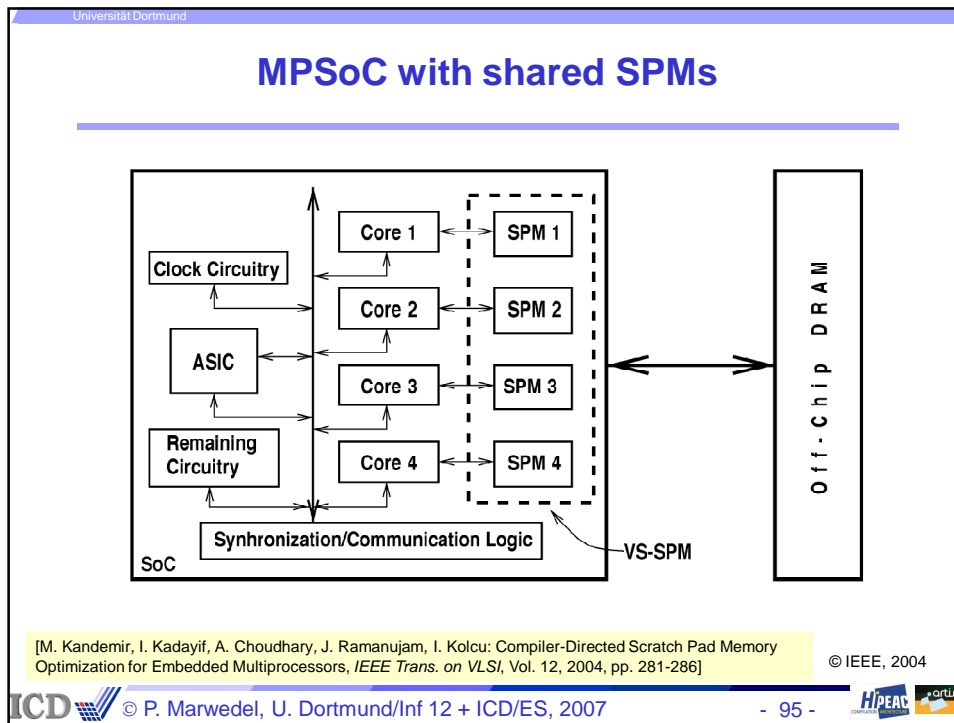 Universität Dortmund
MPSoC with shared SPMs
Core 1
SPM 1
Clock Circuitry
Core 2
SPM 2
ASIC
Core 3
SPM 3
Remaining
Circuitry
Core 4
SPM 4
Synhronization/Communication Logic
SoC
VS-SPM
Off-Chip DRAM
[M. Kandemir, I. Kadayif, A. Choudhary, J. Ramanujam, I. Kolcu: Compiler-Directed Scratch Pad Memory
Optimization for Embedded Multiprocessors, IEEE Trans. on VLSI, Vol. 12, 2004, pp. 281-286]
© IEEE, 2004
ICD
© P. Marwedel, U. Dortmund/Inf 12 + ICD/ES, 2007
- 95 -
HiPEAC
COMPILATION ARCHITECTURE